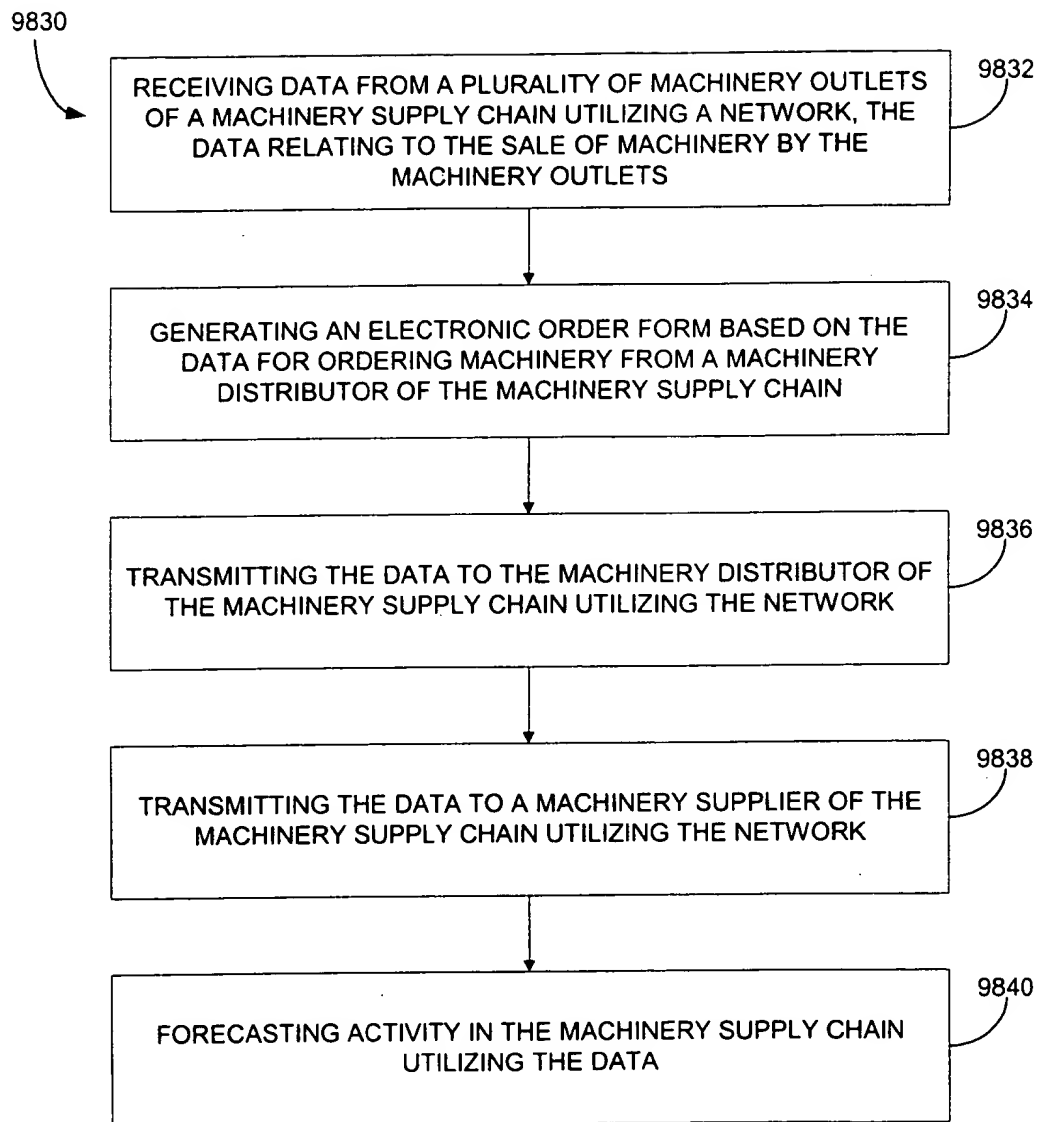 9830
RECEIVING DATA FROM A PLURALITY OF MACHINERY OUTLETS
OF A MACHINERY SUPPLY CHAIN UTILIZING A NETWORK, THE
DATA RELATING TO THE SALE OF MACHINERY BY THE
MACHINERY OUTLETS
9832
GENERATING AN ELECTRONIC ORDER FORM BASED ON THE
DATA FOR ORDERING MACHINERY FROM A MACHINERY
DISTRIBUTOR OF THE MACHINERY SUPPLY CHAIN
9834
TRANSMITTING THE DATA TO THE MACHINERY DISTRIBUTOR OF
THE MACHINERY SUPPLY CHAIN UTILIZING THE NETWORK
9836
TRANSMITTING THE DATA TO A MACHINERY SUPPLIER OF THE
MACHINERY SUPPLY CHAIN UTILIZING THE NETWORK
9838
FORECASTING ACTIVITY IN THE MACHINERY SUPPLY CHAIN
UTILIZING THE DATA
9840